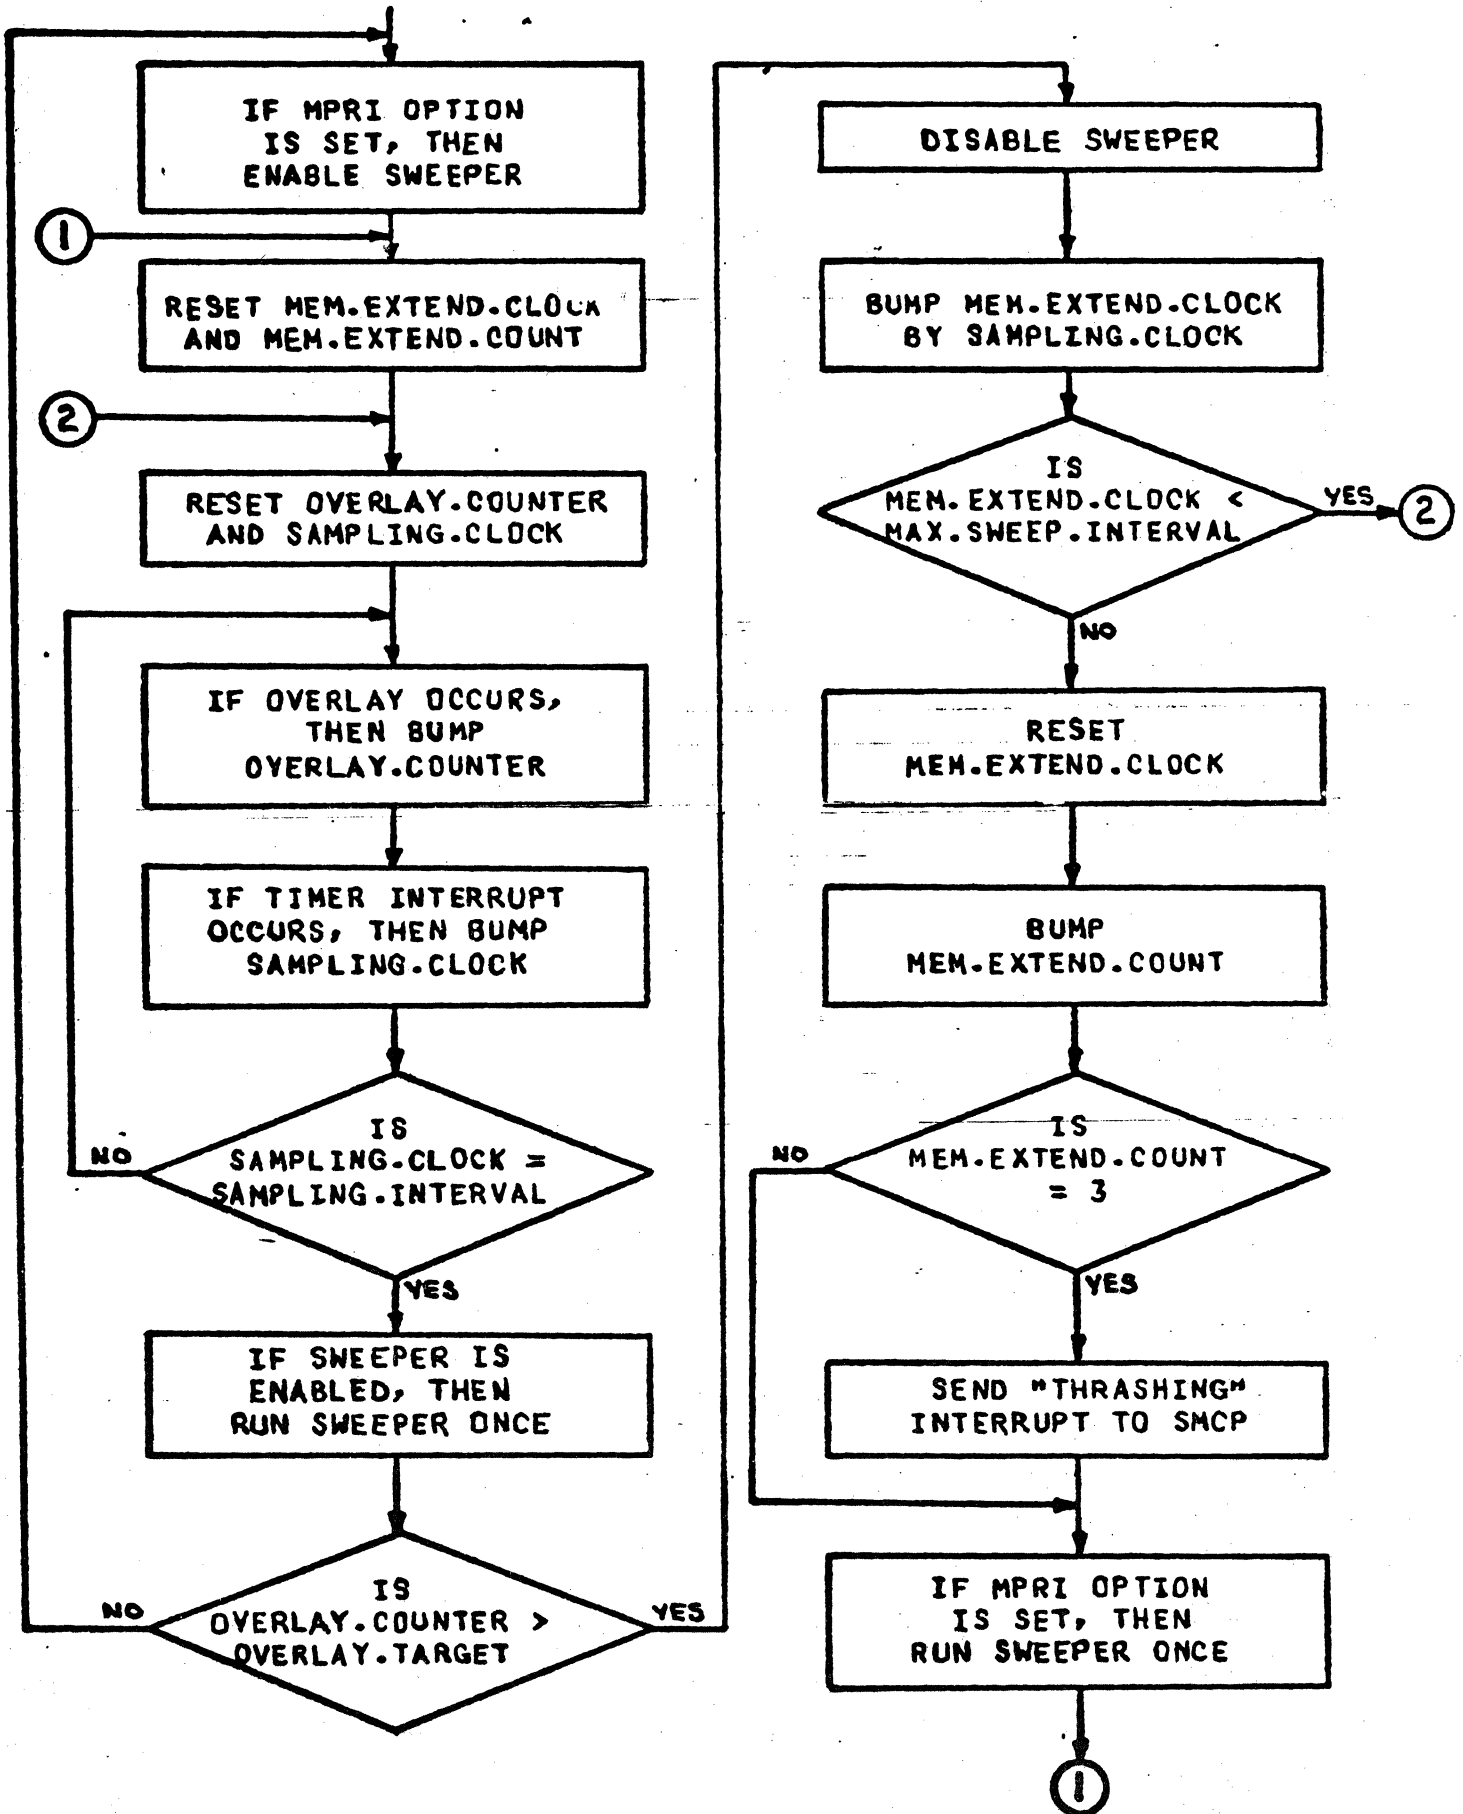 IF MPRI OPTION
IS SET, THEN
ENABLE SWEEPER
1
RESET MEM.EXTEND.CLOCK
AND MEM.EXTEND.COUNT
2
RESET OVERLAY.COUNTER
AND SAMPLING.CLOCK
IF OVERLAY OCCURS,
THEN BUMP
OVERLAY.COUNTER
IF TIMER INTERRUPT
OCCURS, THEN BUMP
SAMPLING.CLOCK
IS
SAMPLING.CLOCK =
SAMPLING.INTERVAL
NO
YES
IF SWEEPER IS
ENABLED, THEN
RUN SWEEPER ONCE
IS
OVERLAY.COUNTER >
OVERLAY.TARGET
NO
YES
DISABLE SWEEPER
BUMP MEM.EXTEND.CLOCK
BY SAMPLING.CLOCK
IS
MEM.EXTEND.CLOCK <
MAX.SWEEP.INTERVAL
YES
2
NO
RESET
MEM.EXTEND.CLOCK
BUMP
MEM.EXTEND.COUNT
IS
MEM.EXTEND.COUNT
= 3
NO
YES
SEND "THRASHING"
INTERRUPT TO SMCP
IF MPRI OPTION
IS SET, THEN
RUN SWEEPER ONCE
1